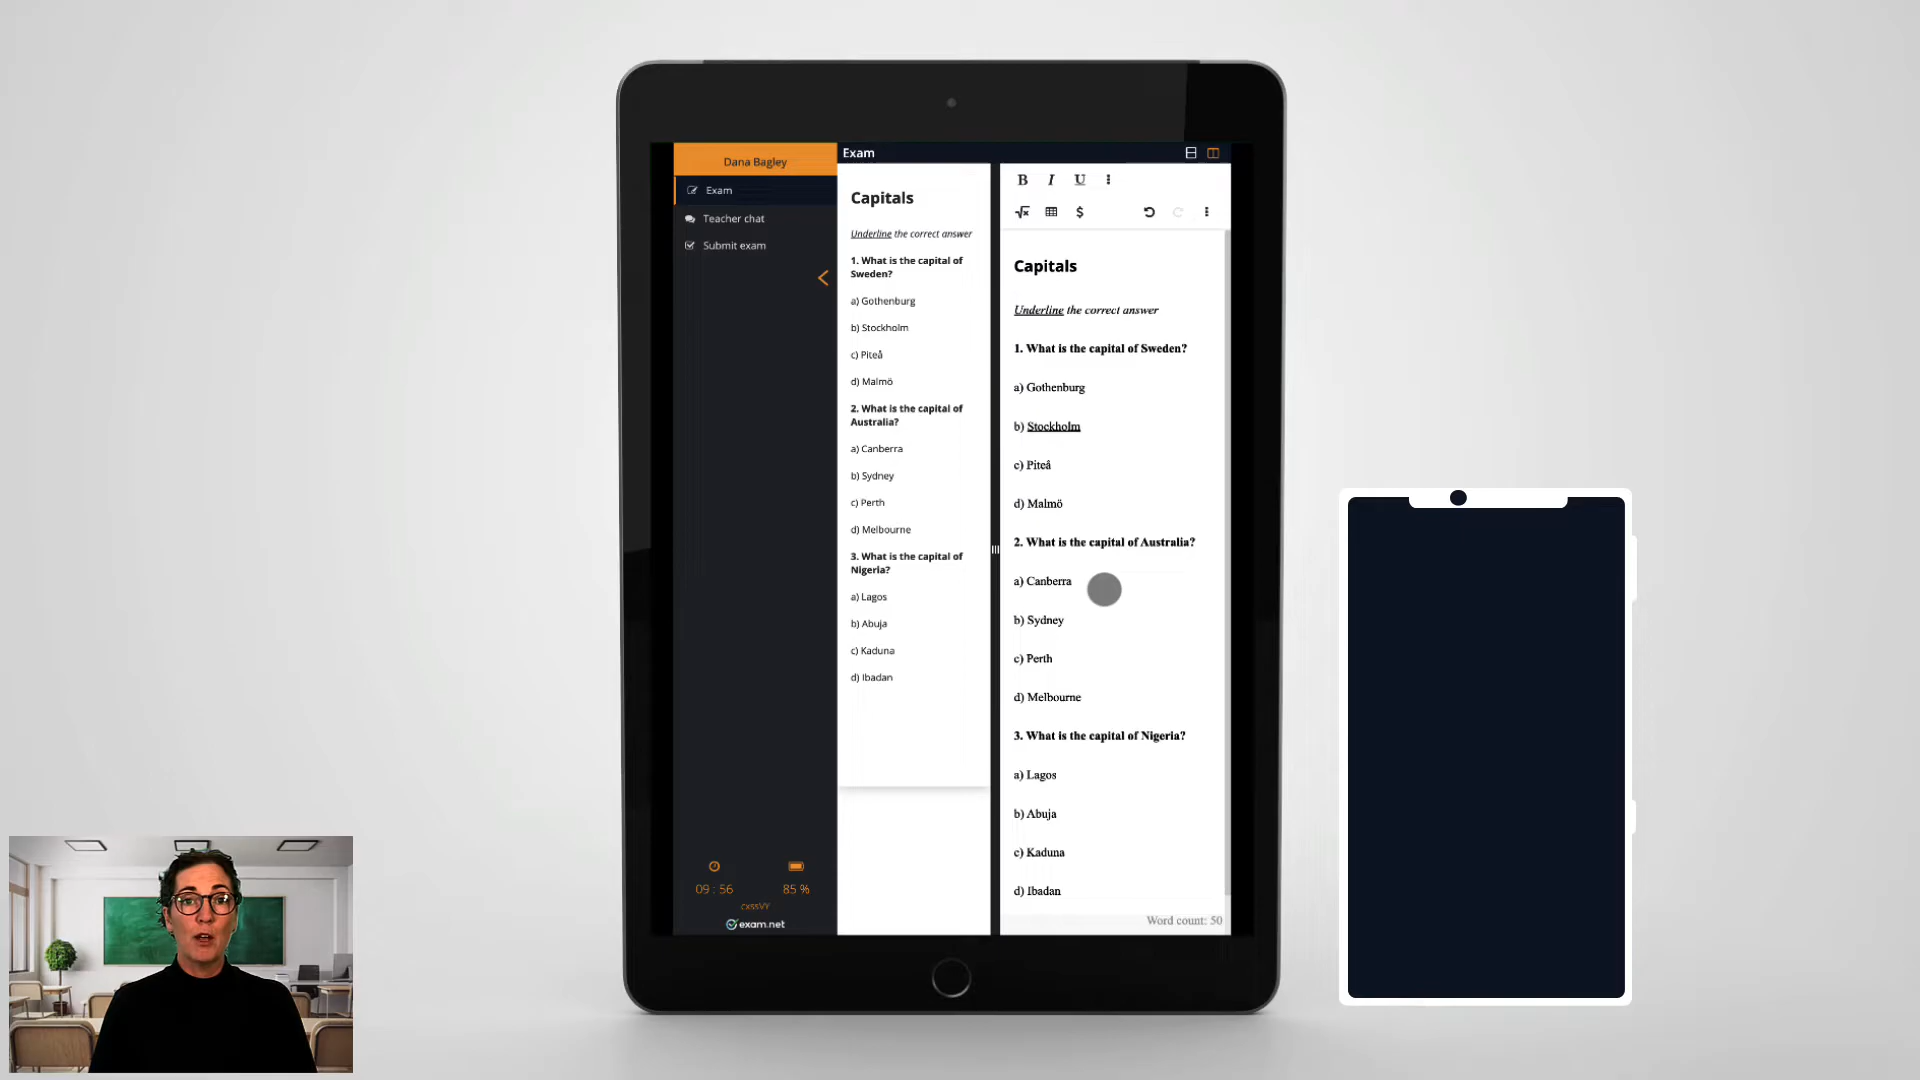 Dana Bagley
Exam
Teacher chat
Submit exam
09 : 56
85 %
cxssVY
exam.net
Exam
Capitals
Underline the correct answer
1. What is the capital of
Sweden?
a) Gothenburg
b) Stockholm
c) Piteå
d) Malmö
2. What is the capital of
Australia?
a) Canberra
b) Sydney
c) Perth
d) Melbourne
3. What is the capital of
Nigeria?
a) Lagos
b) Abuja
c) Kaduna
d) Ibadan
B I U
√x $
Capitals
Underline the correct answer
1. What is the capital of Sweden?
a) Gothenburg
b) Stockholm
c) Piteå
d) Malmö
2. What is the capital of Australia?
a) Canberra
b) Sydney
c) Perth
d) Melbourne
3. What is the capital of Nigeria?
a) Lagos
b) Abuja
c) Kaduna
d) Ibadan
Word count: 50